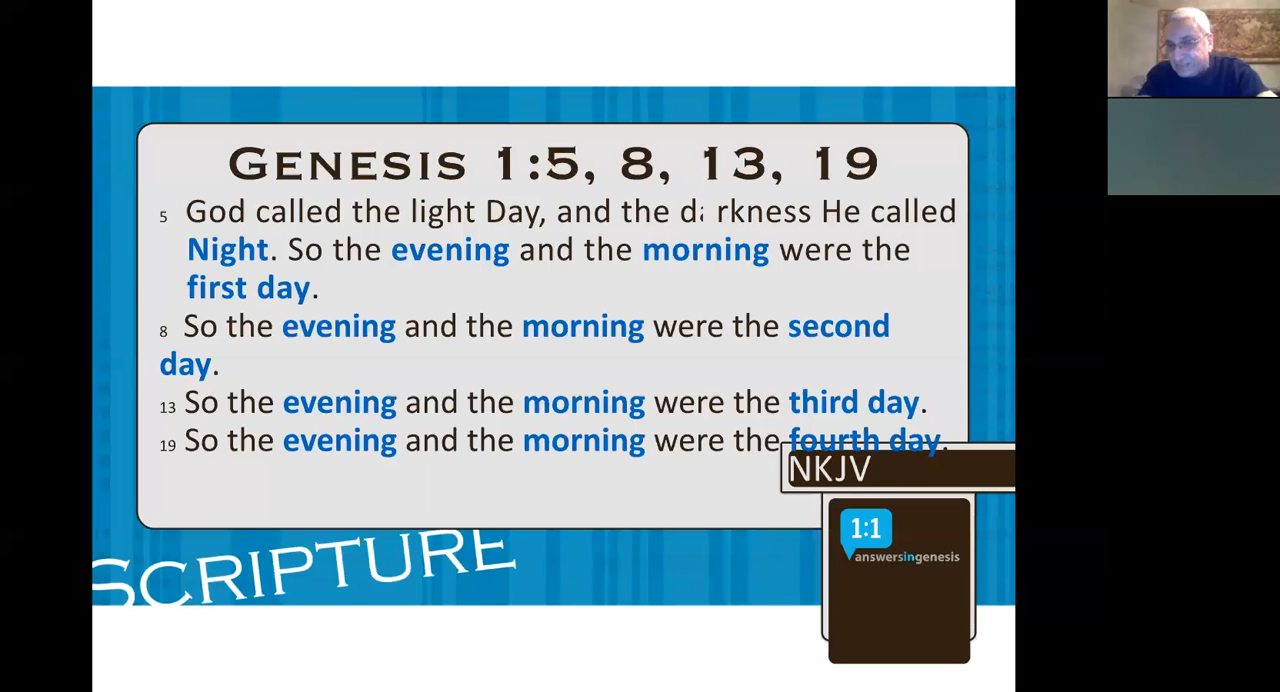 GENESIS 1:5, 8, 13, 19
5 God called the light Day, and the da rkness He called
Night. So the evening and the morning were the
first day.
8 So the evening and the morning were the second
day.
13 So the evening and the morning were the third day.
19 So the evening and the morning were the fourth day.
NKJV
1:1
answersingenesis
SCRIPTURE